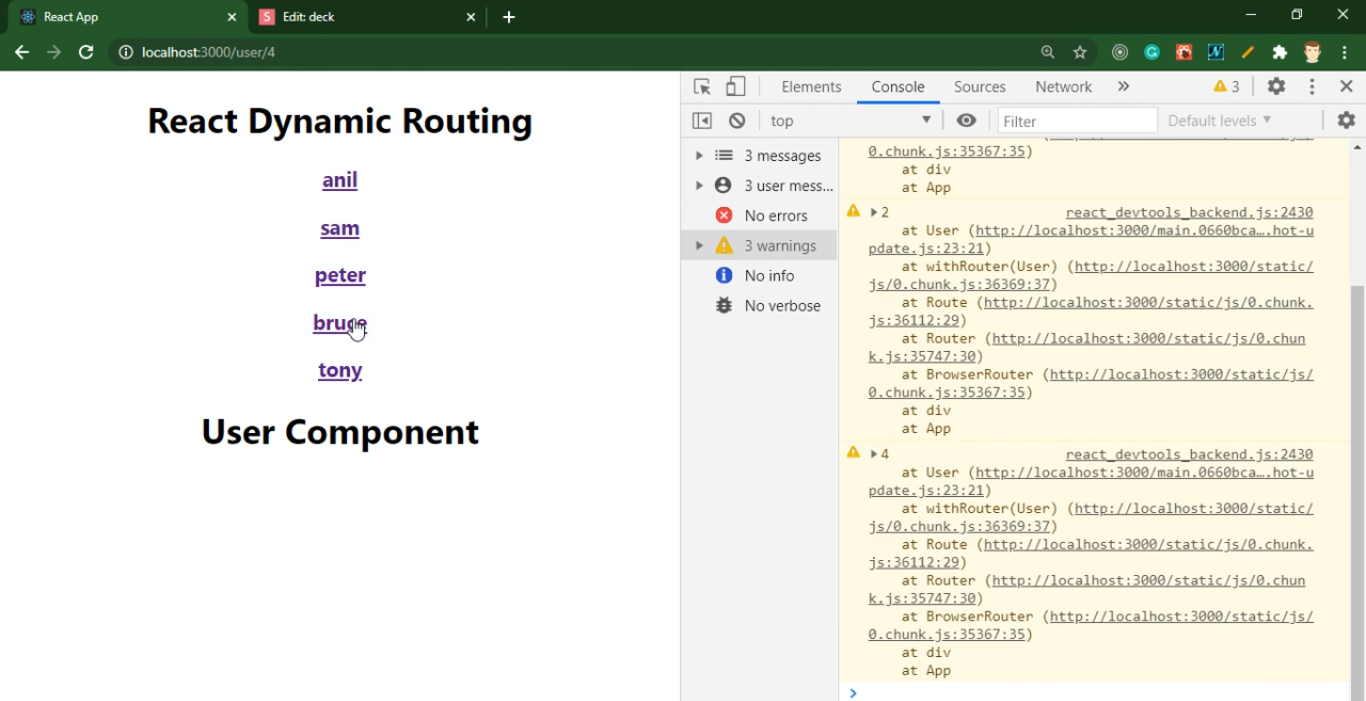 React App
Edit: deck
localhost:3000/user/4
React Dynamic Routing
anil
sam
peter
bruce
tony
User Component
Elements
Console
Sources
Network
3
top
Filter
Default levels
3 messages
3 user mess...
No errors
3 warnings
No info
No verbose
0.chunk.js:35367:35)
at div
at App
2 react_devtools_backend.js:2430
at User (http://localhost:3000/main.0660bca….hot-u
pdate.js:23:21)
at withRouter(User) (http://localhost:3000/static/
js/0.chunk.js:36369:37)
at Route (http://localhost:3000/static/js/0.chunk.
js:36112:29)
at Router (http://localhost:3000/static/js/0.chun
k.js:35747:30)
at BrowserRouter (http://localhost:3000/static/js/
0.chunk.js:35367:35)
at div
at App
4 react_devtools_backend.js:2430
at User (http://localhost:3000/main.0660bca….hot-u
pdate.js:23:21)
at withRouter(User) (http://localhost:3000/static/
js/0.chunk.js:36369:37)
at Route (http://localhost:3000/static/js/0.chunk.
js:36112:29)
at Router (http://localhost:3000/static/js/0.chun
k.js:35747:30)
at BrowserRouter (http://localhost:3000/static/js/
0.chunk.js:35367:35)
at div
at App